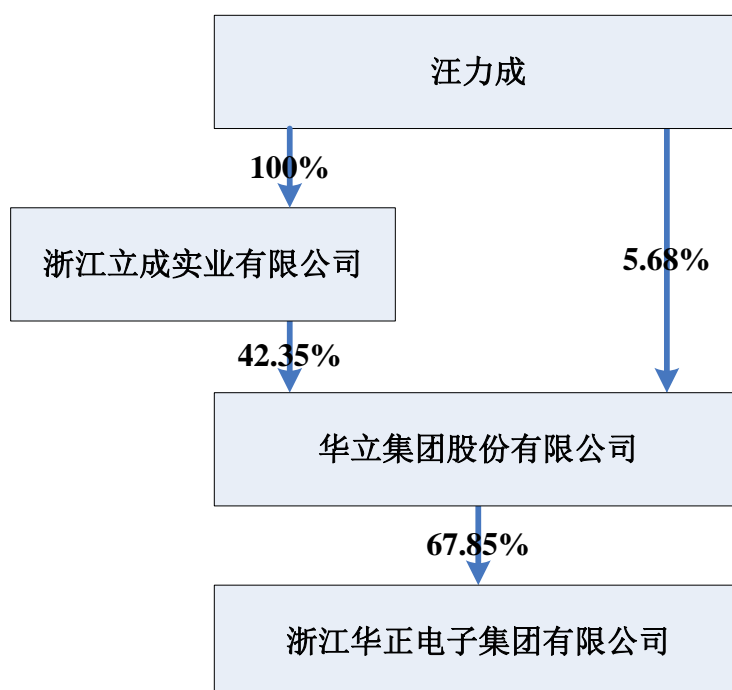 汪力成
100%
浙江立成实业有限公司
5.68%
42.35%
华立集团股份有限公司
67.85%
浙江华正电子集团有限公司